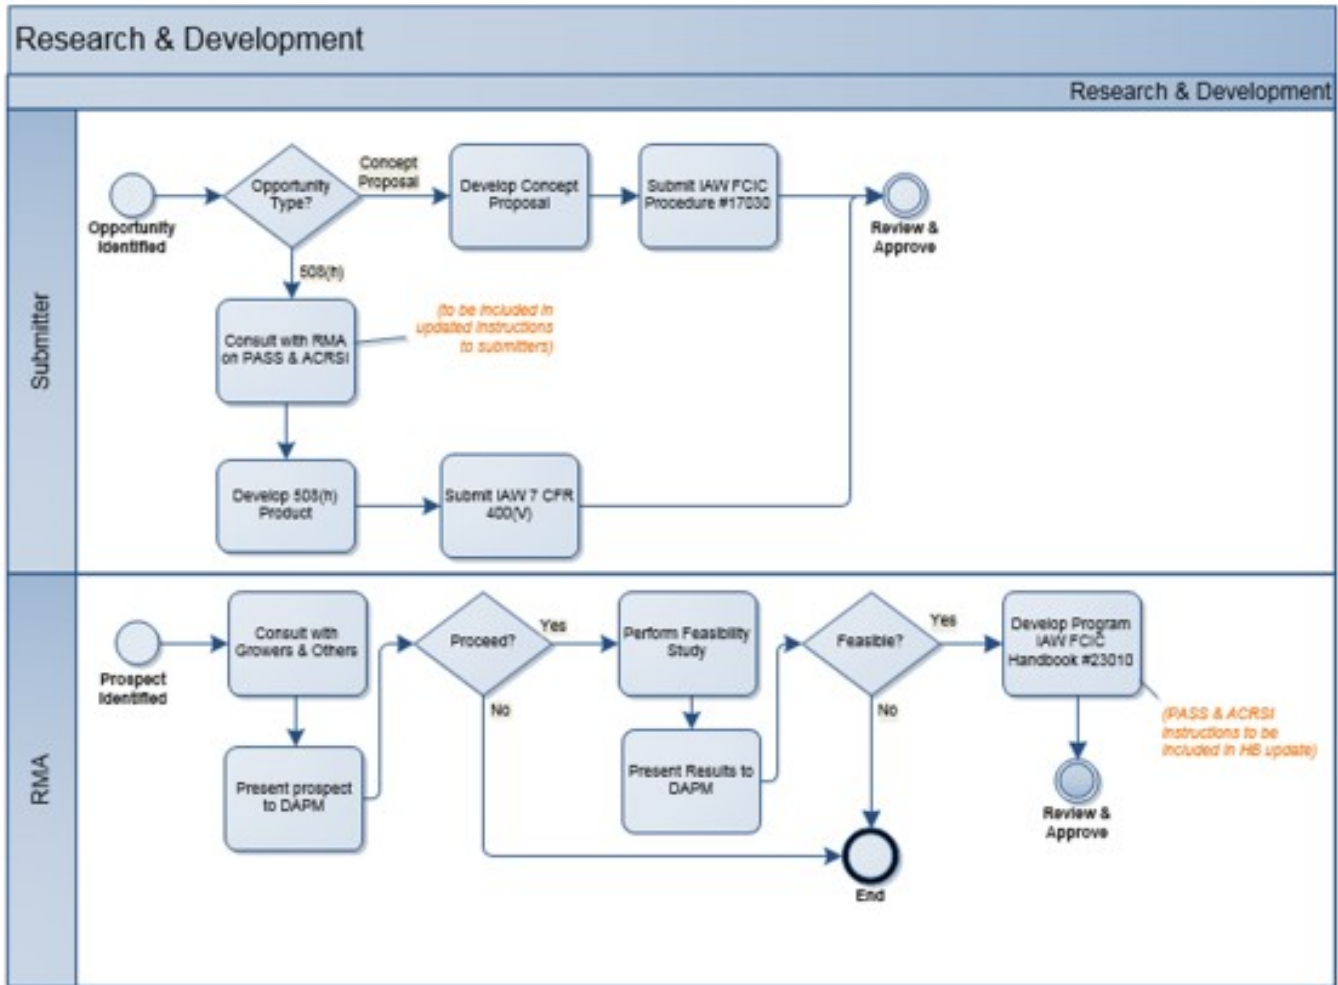 Research & Development
Research & Development
Submitter
Opportunity
Identified
Opportunity
Type?
Concept
Proposal
Develop Concept
Proposal
Submit IAW FCIC
Procedure #17030
Review &
Approve
508(h)
Consult with RMA
on PASS & ACRSI
(to be included in
updated instructions
to submitters)
Develop 508(h)
Product
Submit IAW 7 CFR
400(V)
RMA
Prospect
Identified
Consult with
Growers & Others
Present prospect
to DAPM
Proceed?
Yes
No
Perform Feasibility
Study
Present Results to
DAPM
Feasible?
Yes
No
End
Develop Program
IAW FCIC
Handbook #23010
(PASS & ACRSI
instructions to be
included in HB update)
Review &
Approve